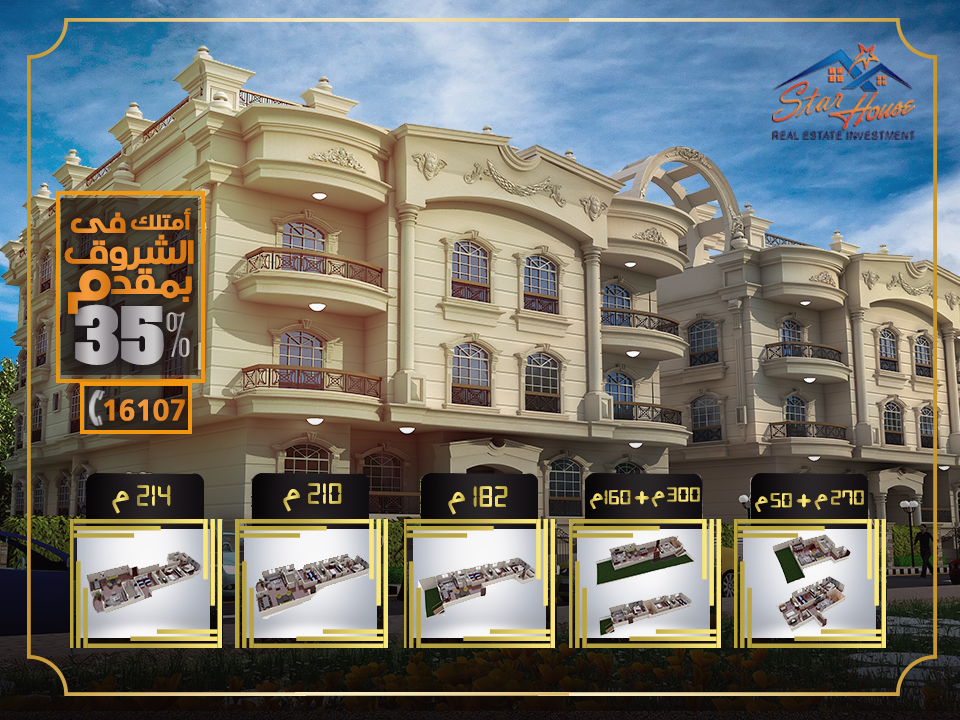 Star House
REAL ESTATE INVESTMENT
أمتلك فى
الشروق
بمقدم
35%
16107
214 م
210 م
182 م
300 م + 160 م
270 م + 50 م